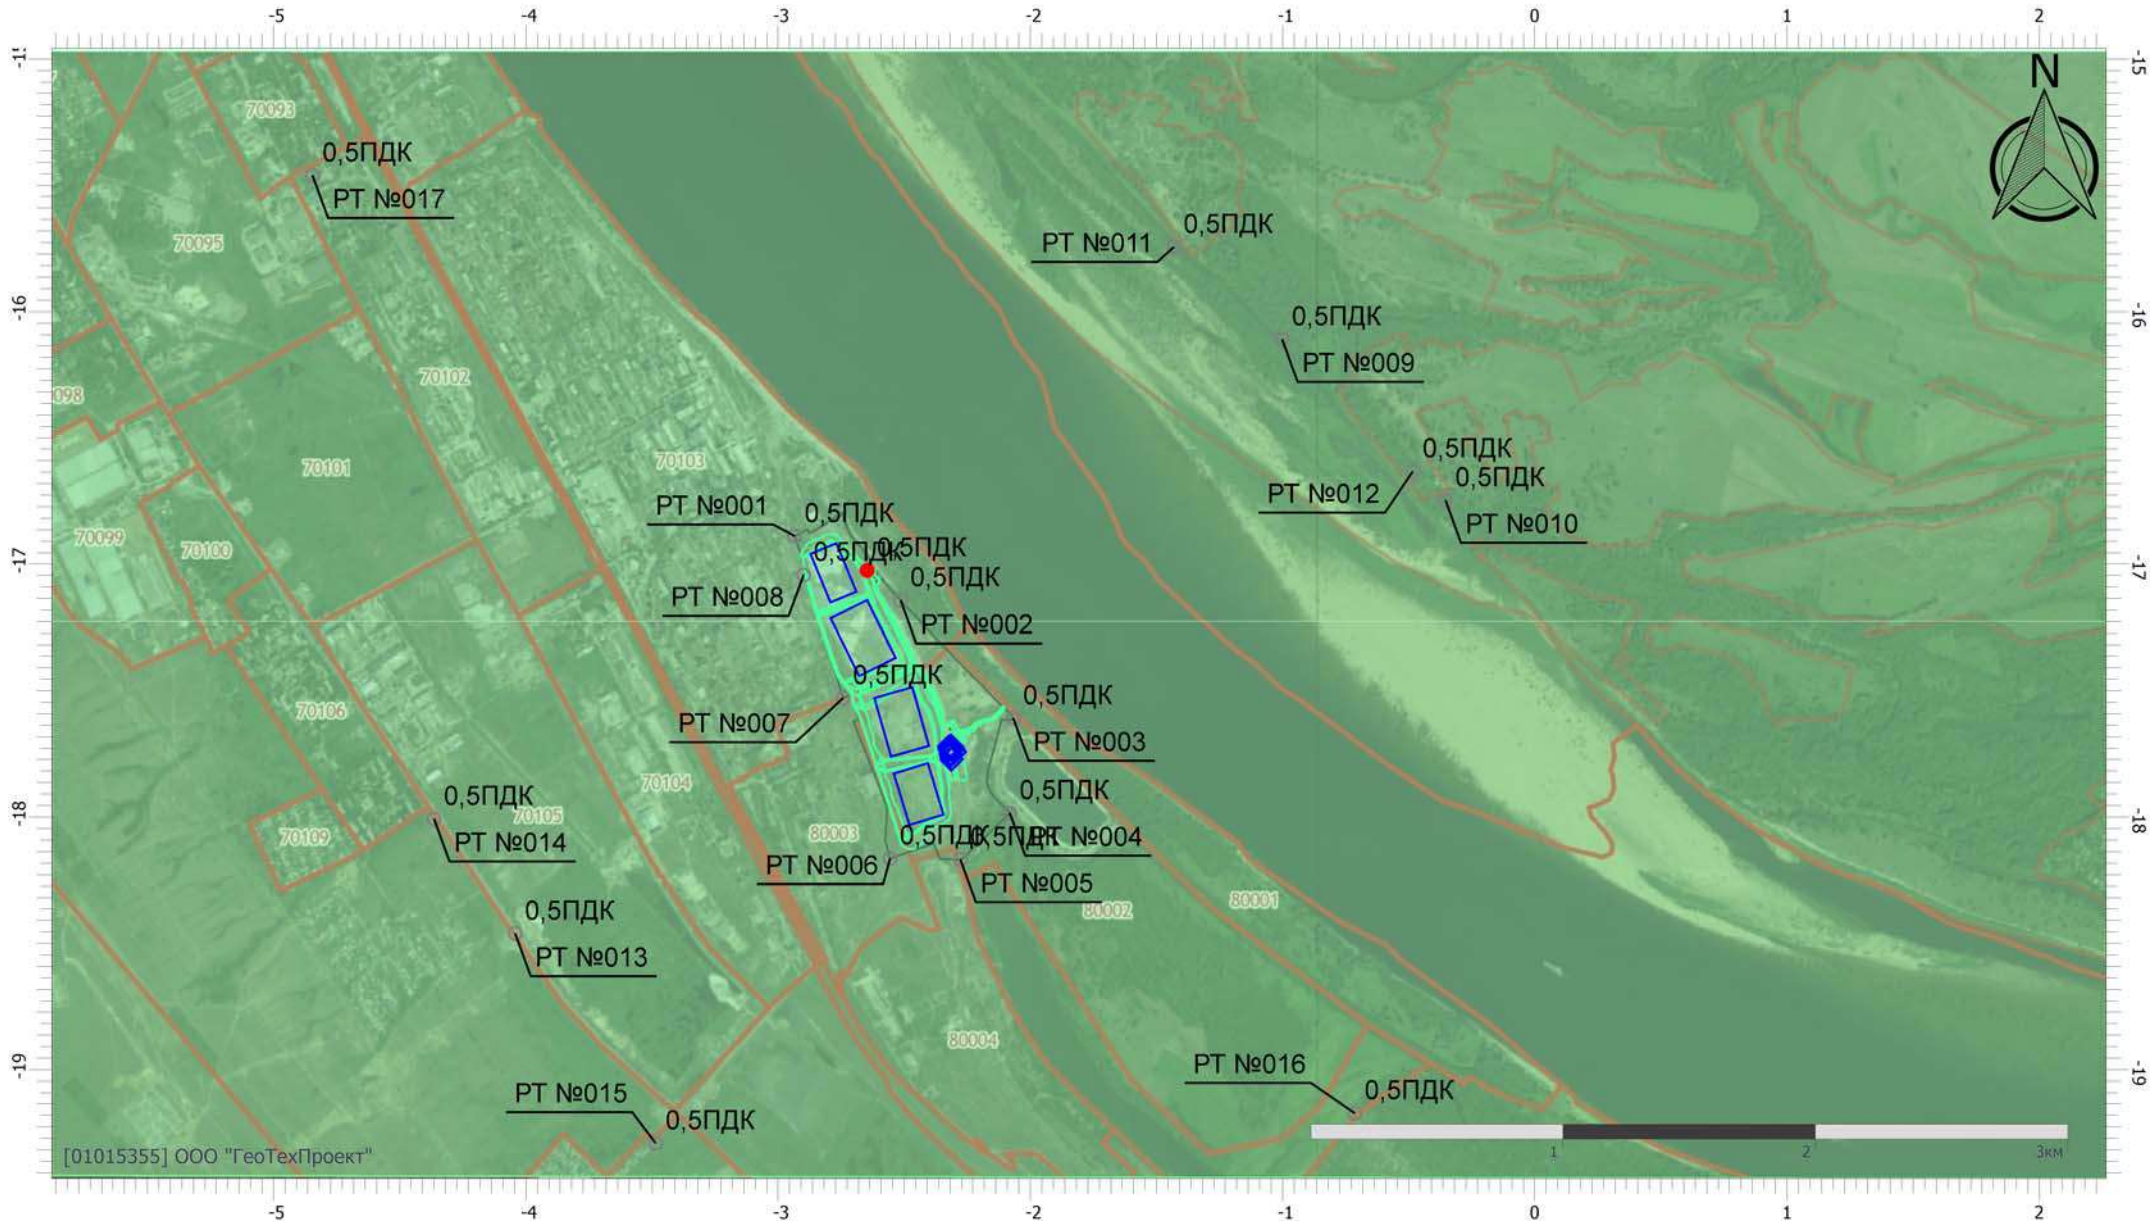 -5 -4 -3 -2 -1 0 1 2
N
-15
70093
0,5ПДК
РТ №017
70095
0,5ПДК
РТ №011
-16 -16
0,5ПДК
РТ №009
70102
098
0,5ПДК
70103
70101
0,5ПДК
РТ №012
РТ №001
0,5ПДК
РТ №010
70099
70100
0,5ПДК
0,5ПДК
-17 -17
0,5ПДК
РТ №008
РТ №002
0,5ПДК
0,5ПДК
70106
РТ №007
РТ №003
70104
0,5ПДК
0,5ПДК
-18 -18
70105
70109
80003
0,5ПДК
0,5ПДК
РТ №004
РТ №014
РТ №006
РТ №005
80001
80002
0,5ПДК
РТ №013
80004
-19 -19
РТ №016
0,5ПДК
РТ №015
0,5ПДК
[01015355] ООО "ГеоТехПроект"
1 2 3км
-5 -4 -3 -2 -1 0 1 2